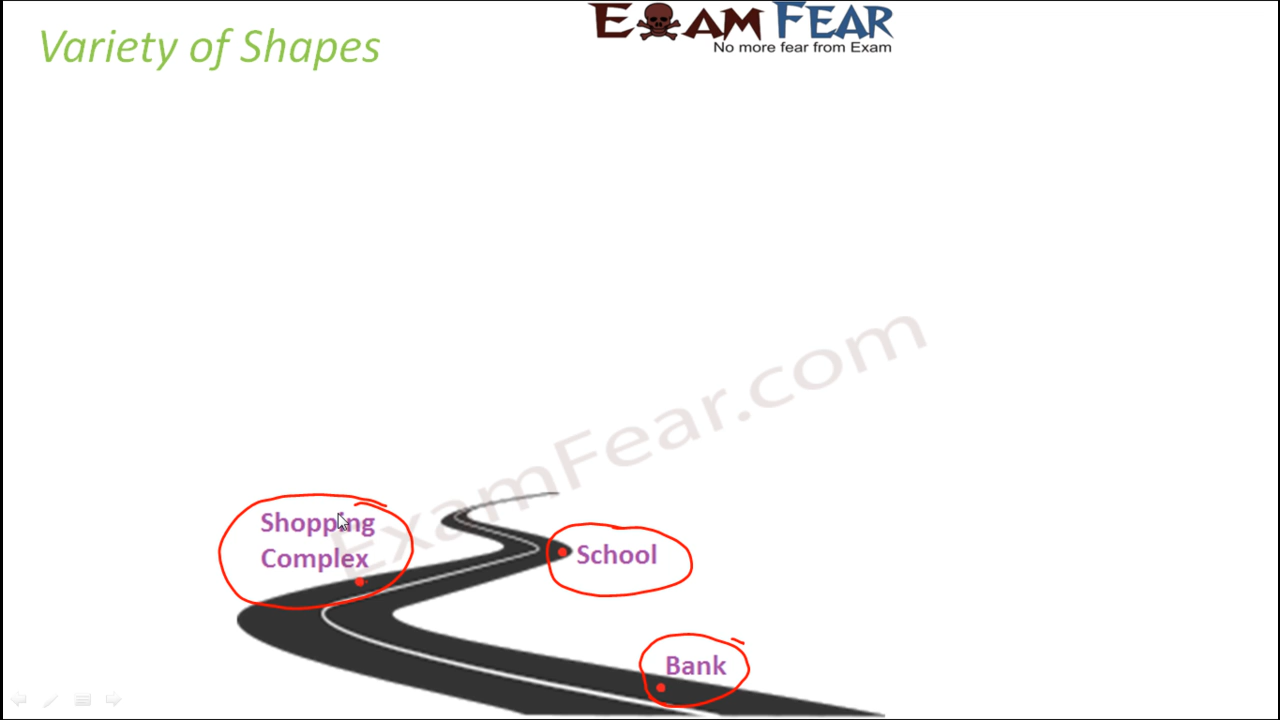 Variety of Shapes
EXAM FEAR
No more fear from Exam
ExamFear.com
Shopping
Complex
School
Bank